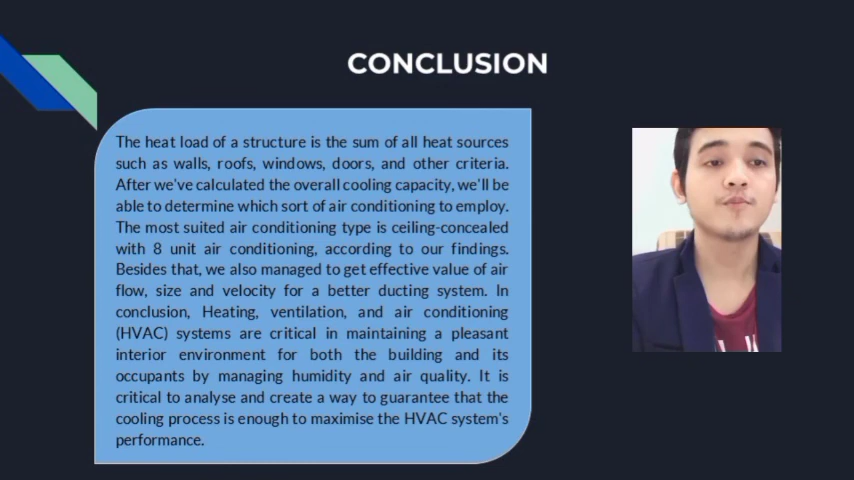 CONCLUSION
The heat load of a structure is the sum of all heat sources
such as walls, roofs, windows, doors, and other criteria.
After we've calculated the overall cooling capacity, we'll be
able to determine which sort of air conditioning to employ.
The most suited air conditioning type is ceiling-concealed
with 8 unit air conditioning, according to our findings.
Besides that, we also managed to get effective value of air
flow, size and velocity for a better ducting system. In
conclusion, Heating, ventilation, and air conditioning
(HVAC) systems are critical in maintaining a pleasant
interior environment for both the building and its
occupants by managing humidity and air quality. It is
critical to analyse and create a way to guarantee that the
cooling process is enough to maximise the HVAC system's
performance.